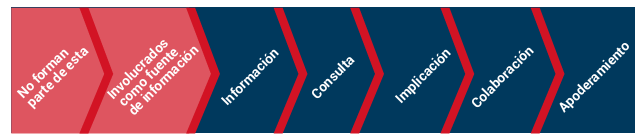 No forman
parte de esta
Involucrados
como fuente
de información
Información
Consulta
Implicación
Colaboración
Apoderamiento